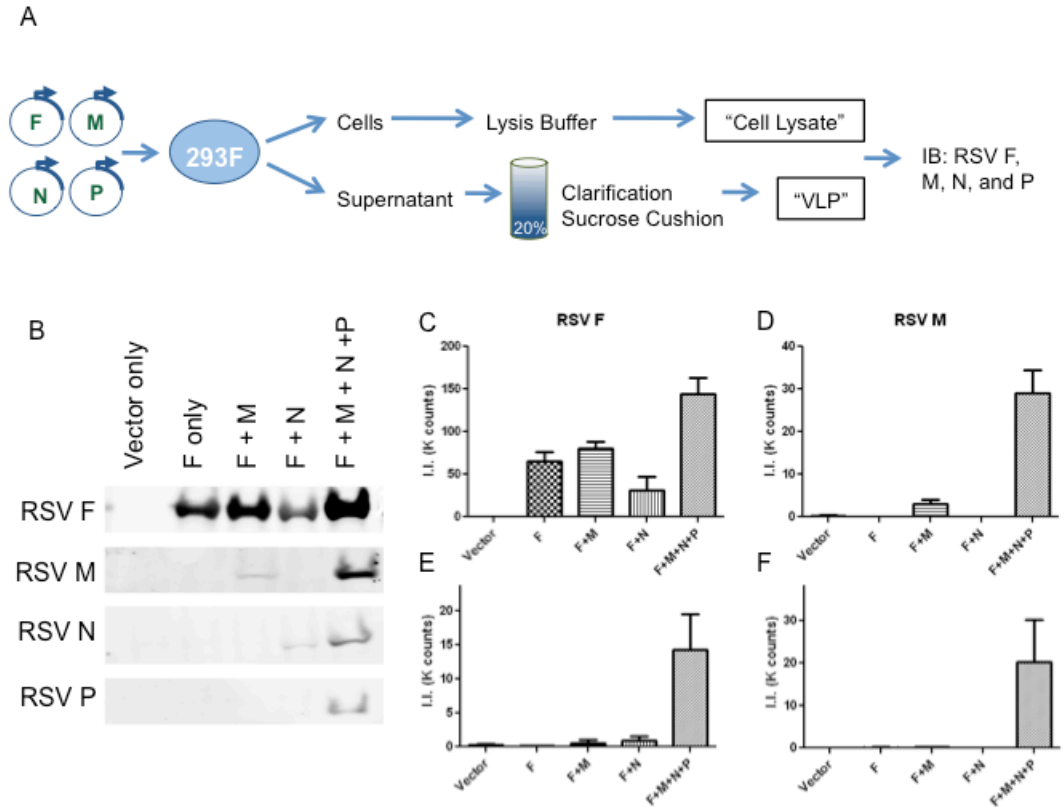 A
F
M
N
P
293F
Cells
Lysis Buffer
"Cell Lysate"
Supernatant
20%
Clarification
Sucrose Cushion
"VLP"
IB: RSV F,
M, N, and P
B
Vector only
F only
F + M
F + N
F + M + N +P
RSV F
RSV M
RSV N
RSV P
C
RSV F
I.I. (K counts)
200
150
100
50
0
Vector
F
F+M
F+N
F+M+N+P
D
RSV M
I.I. (K counts)
40
30
20
10
0
Vector
F
F+M
F+N
F+M+N+P
E
I.I. (K counts)
20
15
10
5
0
Vector
F
F+M
F+N
F+M+N+P
F
I.I. (K counts)
30
20
10
0
Vector
F
F+M
F+N
F+M+N+P